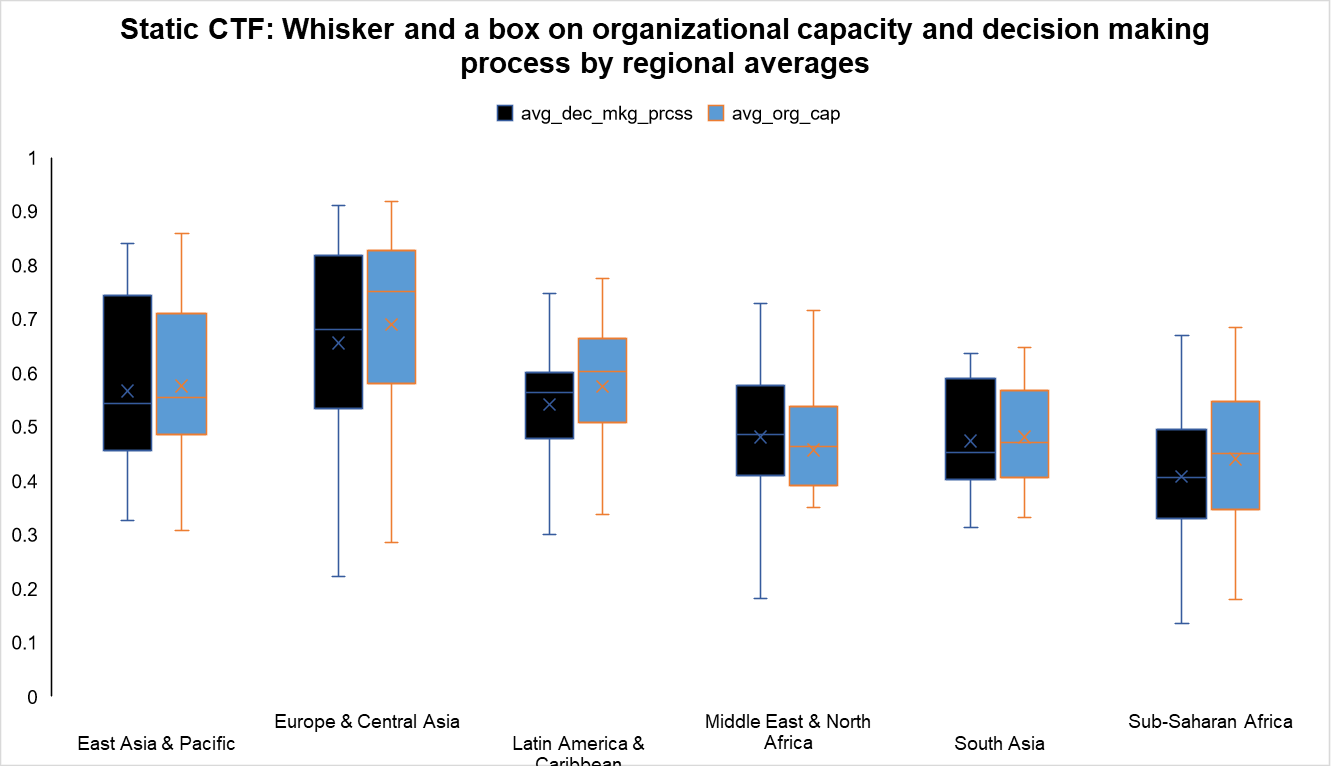 Static CTF: Whisker and a box on organizational capacity and decision making
process by regional averages
avg_dec_mkg_prcss avg_org_cap
1
0.9
0.8
0.7
0.6
0.5
0.4
0.3
0.2
0.1
0
East Asia & Pacific
Europe & Central Asia
Latin America &
Caribbean
Middle East & North
Africa
South Asia
Sub-Saharan Africa